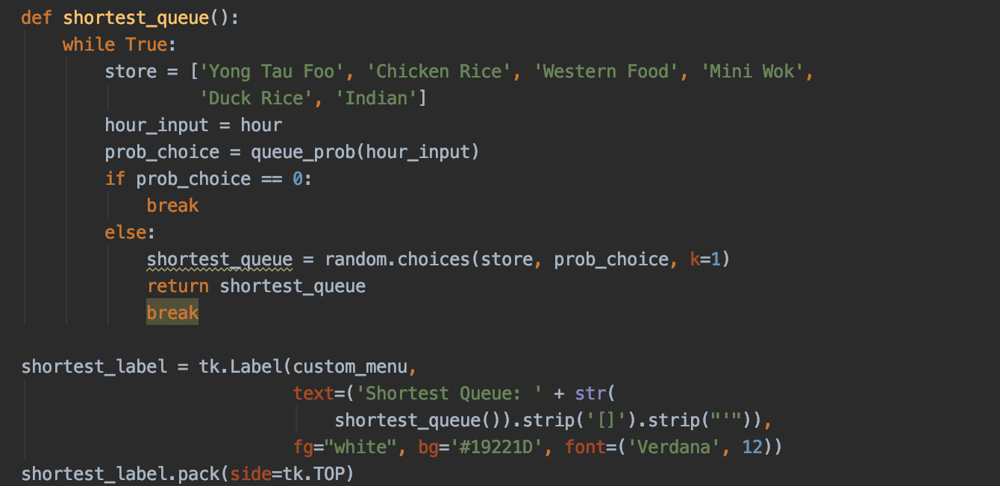 def shortest_queue():
    while True:
        store = ['Yong Tau Foo', 'Chicken Rice', 'Western Food', 'Mini Wok',
                 'Duck Rice', 'Indian']
        hour_input = hour
        prob_choice = queue_prob(hour_input)
        if prob_choice == 0:
            break
        else:
            shortest_queue = random.choices(store, prob_choice, k=1)
            return shortest_queue
            break

shortest_label = tk.Label(custom_menu,
                          text=('Shortest Queue: ' + str(
                              shortest_queue()).strip('[]').strip("'")),
                          fg="white", bg='#19221D', font=('Verdana', 12))
shortest_label.pack(side=tk.TOP)